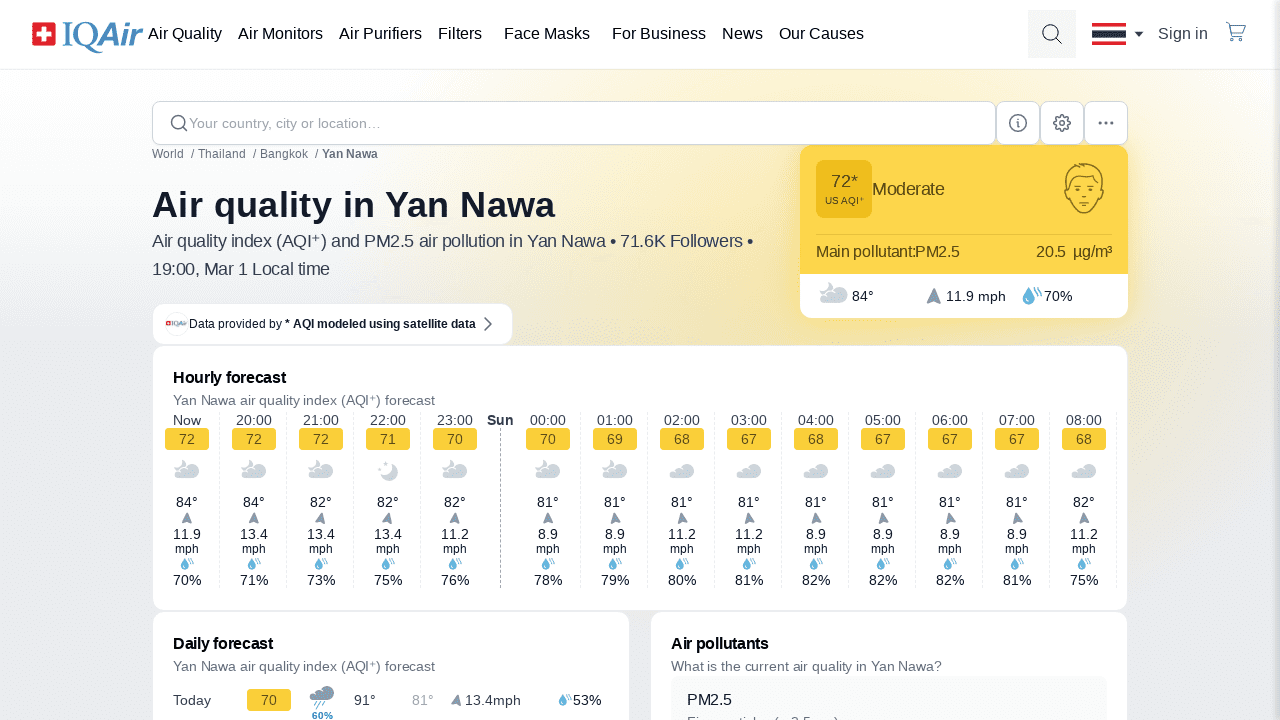 IQAir
Air Quality Air Monitors Air Purifiers Filters Face Masks For Business News Our Causes Sign in
Your country, city or location…
World / Thailand / Bangkok / Yan Nawa
Air quality in Yan Nawa
Air quality index (AQI⁺) and PM2.5 air pollution in Yan Nawa • 71.6K Followers •
19:00, Mar 1 Local time
72*
US AQI⁺
Moderate
Main pollutant:PM2.5 20.5 µg/m³
84° 11.9 mph 70%
Data provided by * AQI modeled using satellite data
Hourly forecast
Yan Nawa air quality index (AQI⁺) forecast
Now 20:00 21:00 22:00 23:00 Sun 00:00 01:00 02:00 03:00 04:00 05:00 06:00 07:00 08:00
72 72 72 71 70 70 69 68 67 68 67 67 67 68
84° 84° 82° 82° 82° 81° 81° 81° 81° 81° 81° 81° 81° 82°
11.9 13.4 13.4 13.4 11.2 8.9 8.9 11.2 11.2 8.9 8.9 8.9 8.9 11.2
mph mph mph mph mph mph mph mph mph mph mph mph mph mph
70% 71% 73% 75% 76% 78% 79% 80% 81% 82% 82% 82% 81% 75%
Daily forecast
Yan Nawa air quality index (AQI⁺) forecast
Today 70 91° 81° 13.4mph 53%
60%
Air pollutants
What is the current air quality in Yan Nawa?
PM2.5